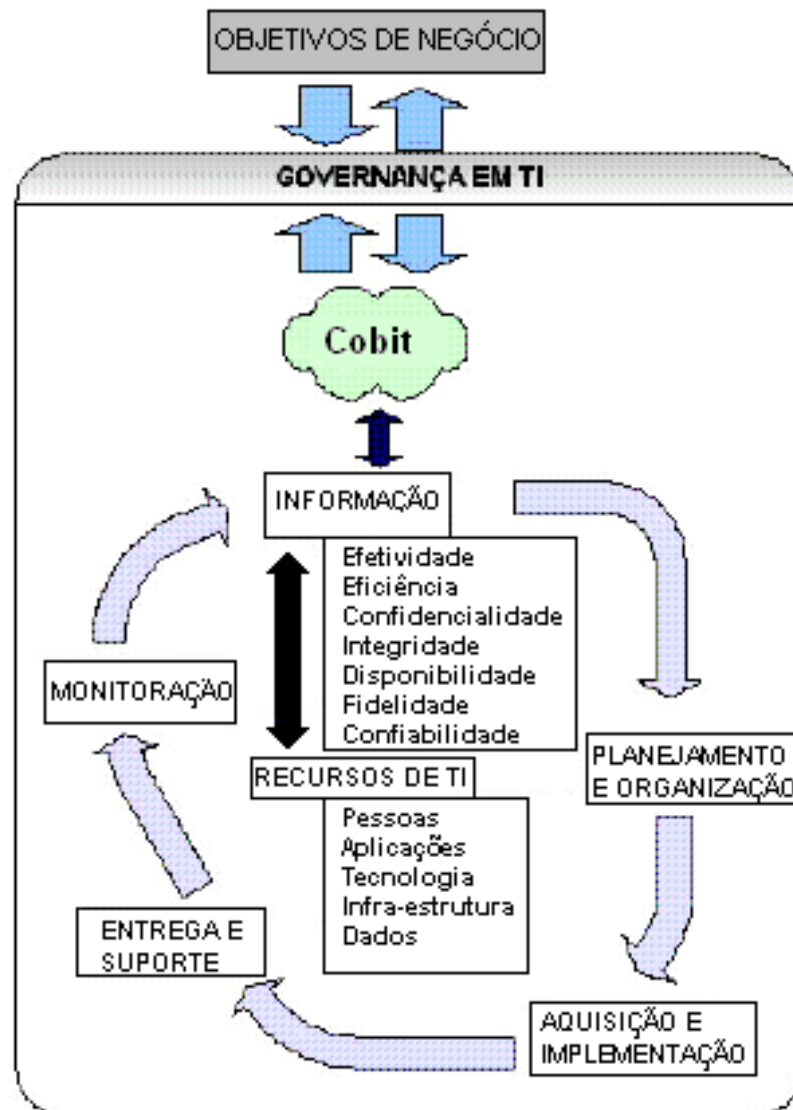 OBJETIVOS DE NEGÓCIO
GOVERNANÇA EM TI
Cobit
INFORMAÇÃO
Efetividade
Eficiência
Confidencialidade
Integridade
Disponibilidade
Fidelidade
Confiabilidade
RECURSOS DE TI
Pessoas
Aplicações
Tecnologia
Infra-estrutura
Dados
PLANEJAMENTO
E ORGANIZAÇÃO
AQUISIÇÃO E
IMPLEMENTAÇÃO
ENTREGA E
SUPORTE
MONITORAÇÃO